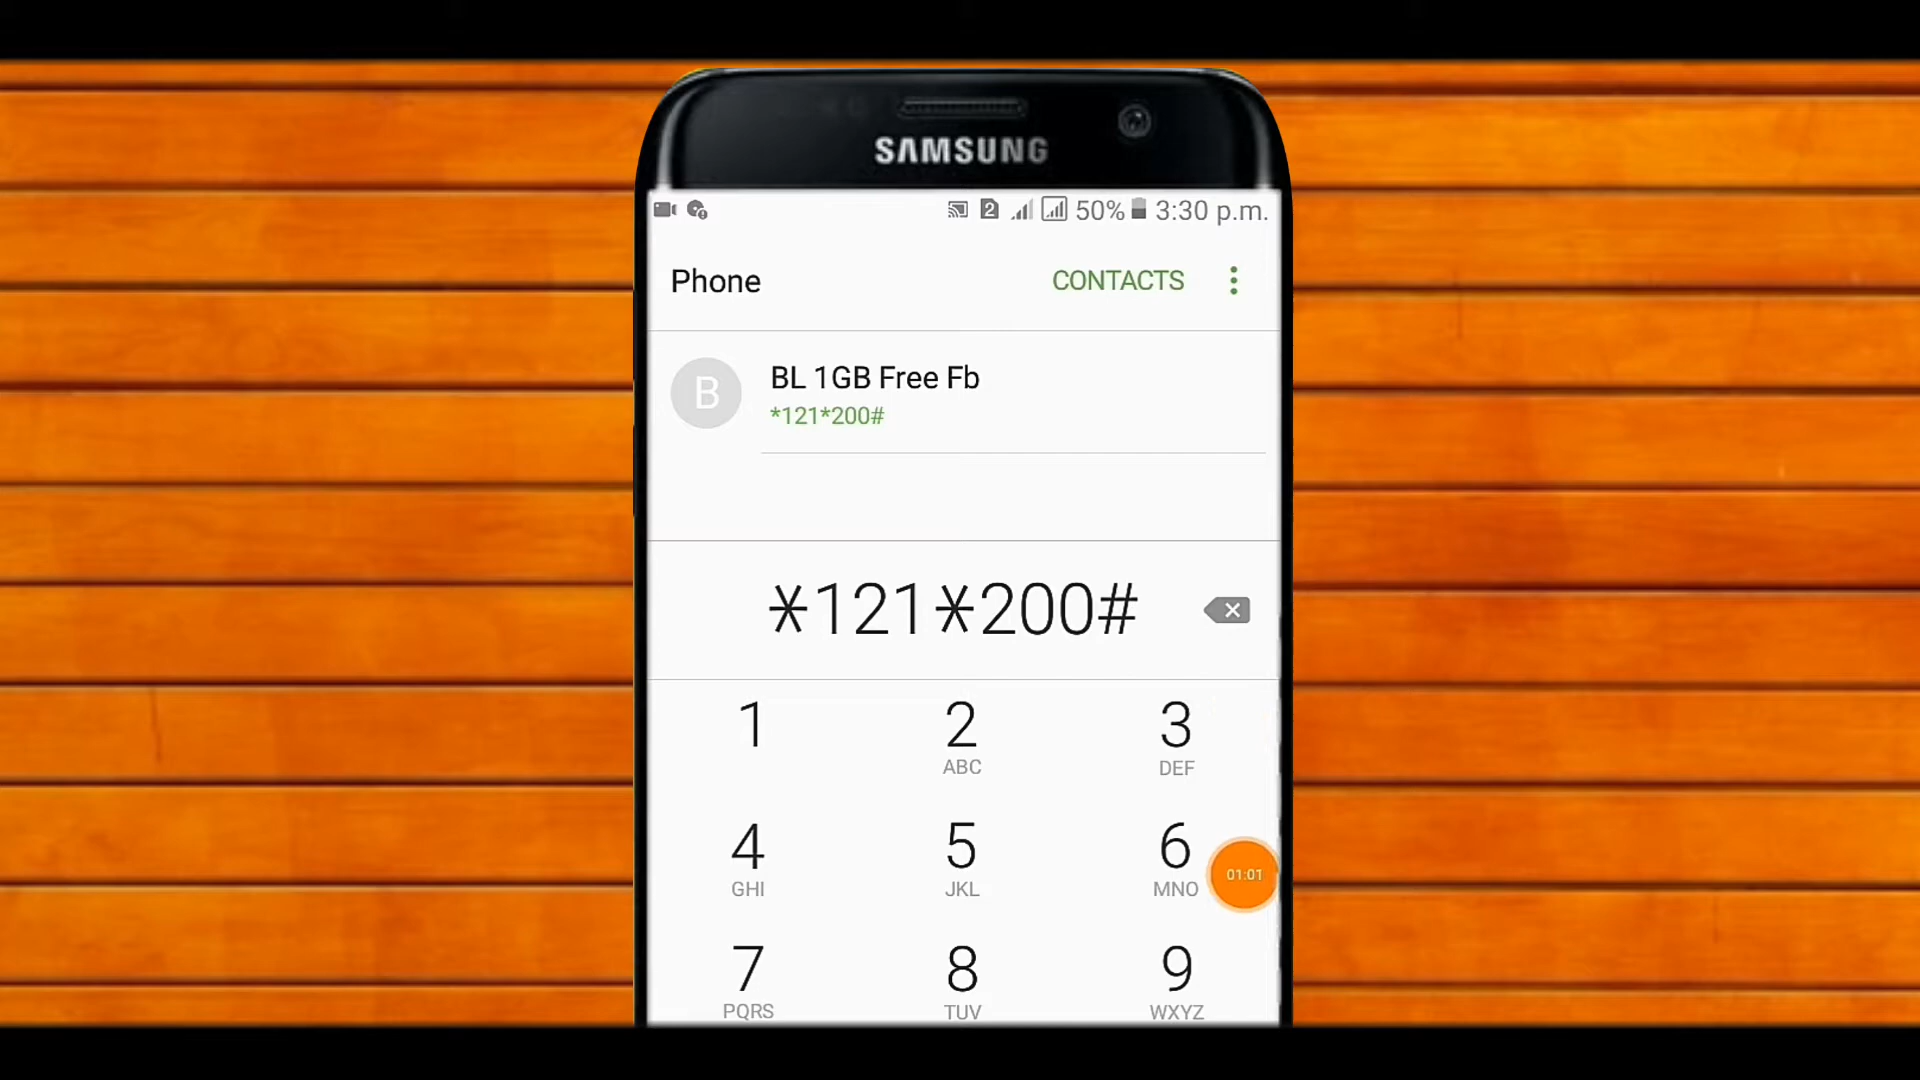 SAMSUNG
2 50% 3:30 p.m.
Phone CONTACTS
B BL 1GB Free Fb
*121*200#
*121*200#
1 2 3
ABC DEF
4 5 6
GHI JKL MNO
01:01
7 8 9
PQRS TUV WXYZ